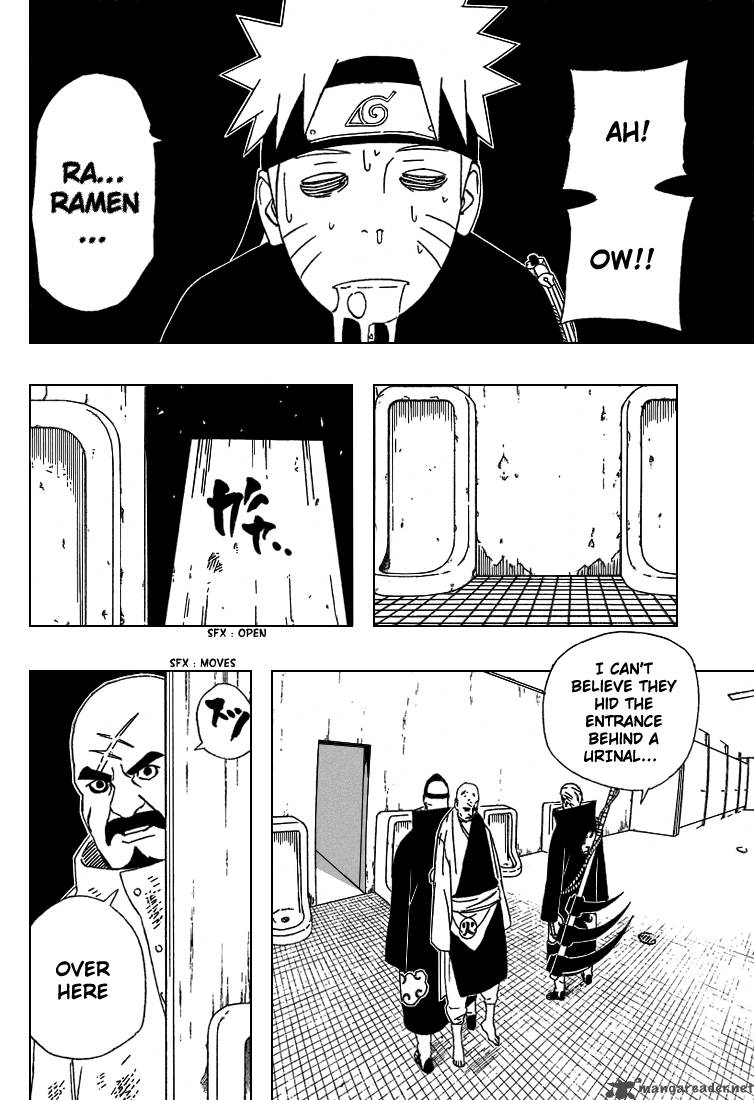 AH!
OW!!
RA...
RAMEN
...
ガチャ..
SFX : OPEN
I CAN'T
BELIEVE THEY
HID THE
ENTRANCE
BEHIND A
URINAL...
火
SFX : MOVES
ズッ
OVER
HERE
mangareader.net